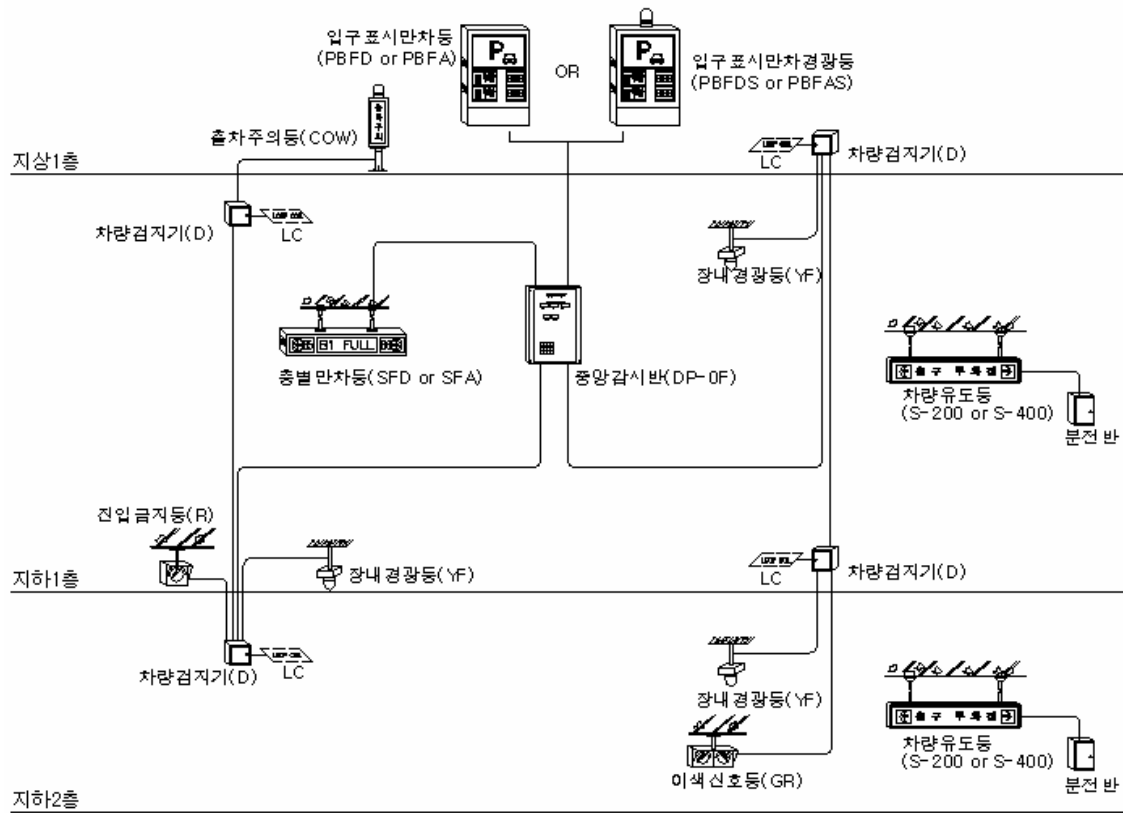 입구표시만차등
(PBFD or PBFA)
P
OR
P
입구표시만차경광등
(PBFDS or PBFAS)
출차주의
출차주의등(COW)
LC
차량검지기(D)
지상1층
차량검지기(D)
LOOP COIL
LC
장내경광등(YF)
B1 FULL
층별만차등(SFD or SFA)
중앙감시반(DP-0F)
차량유도등
(S-200 or S-400)
분전반
진입금지등(R)
장내경광등(YF)
LC
차량검지기(D)
지하1층
차량검지기(D)
LC
장내경광등(YF)
이색신호등(GR)
차량유도등
(S-200 or S-400)
분전반
지하2층